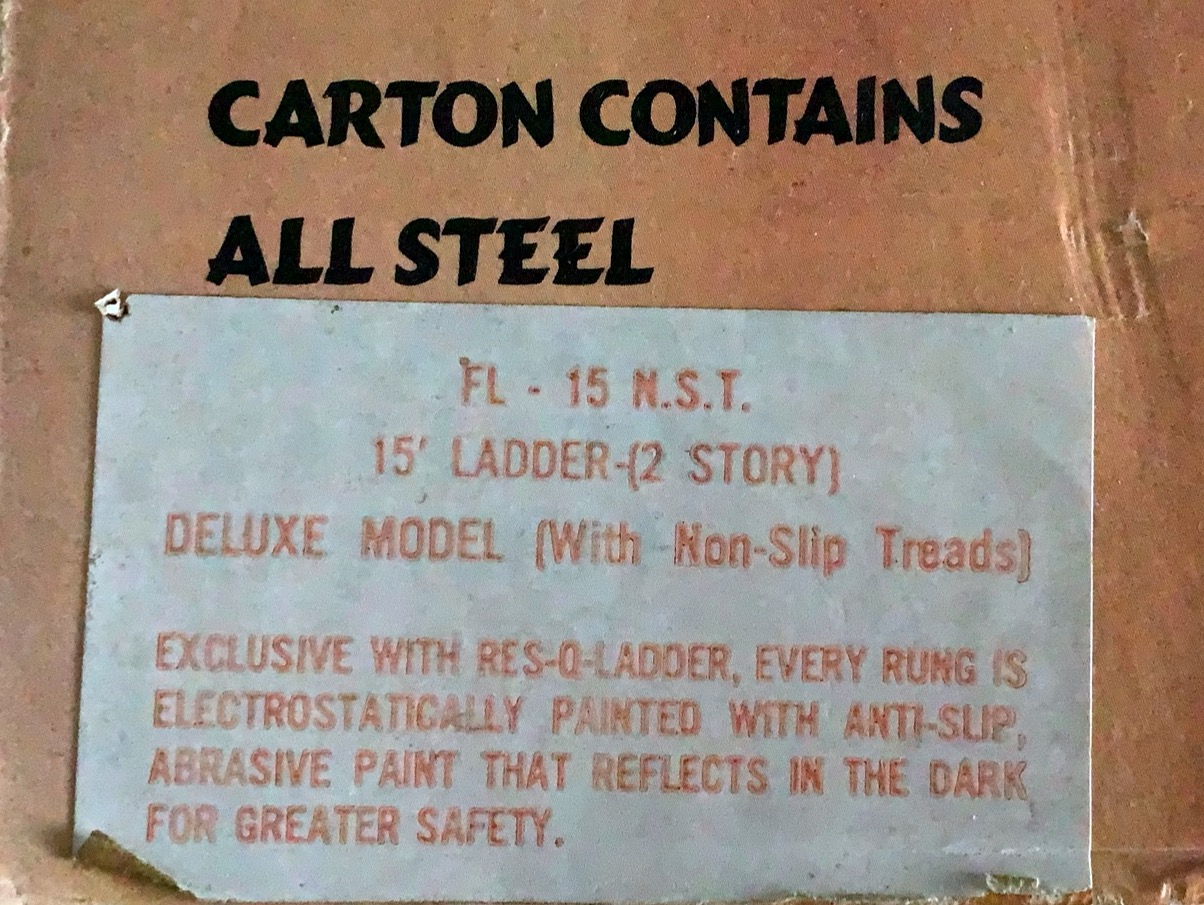 CARTON CONTAINS
ALL STEEL
FL - 15 N.S.T.
15' LADDER-(2 STORY)
DELUXE MODEL (With Non-Slip Treads)
EXCLUSIVE WITH RES-Q-LADDER, EVERY RUNG IS
ELECTROSTATICALLY PAINTED WITH ANTI-SLIP,
ABRASIVE PAINT THAT REFLECTS IN THE DARK
FOR GREATER SAFETY.